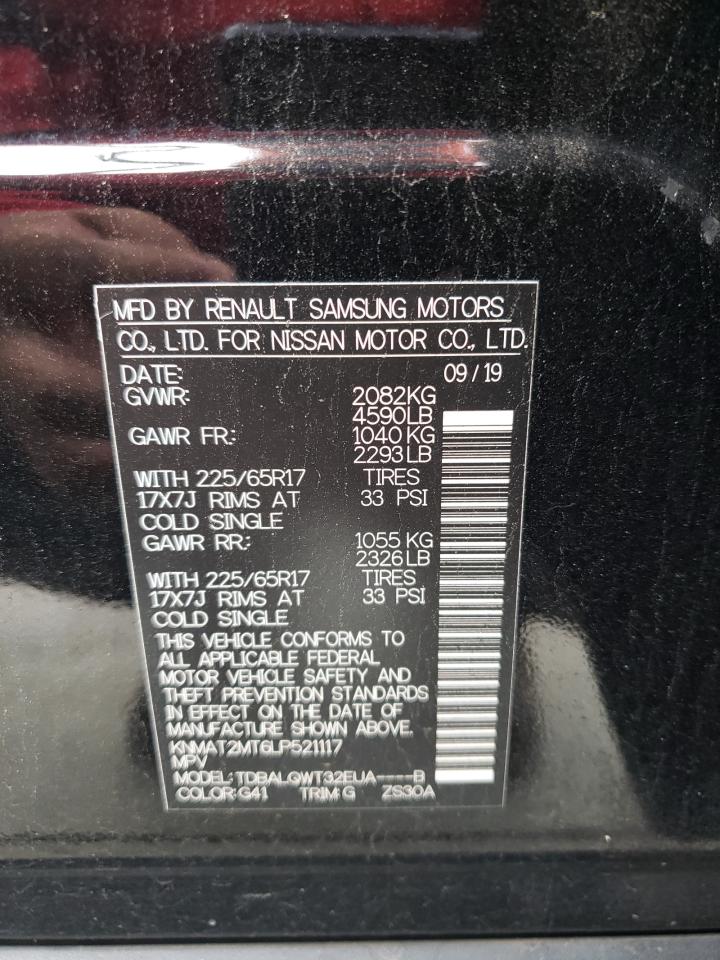 MFD BY RENAULT SAMSUNG MOTORS
CO., LTD. FOR NISSAN MOTOR CO., LTD.
DATE: 09 / 19
GVWR: 2082KG
4590LB
GAWR FR.: 1040 KG
2293 LB
WITH 225/65R17 TIRES
17X7J RIMS AT 33 PSI
COLD SINGLE
GAWR RR.: 1055 KG
2326 LB
WITH 225/65R17 TIRES
17X7J RIMS AT 33 PSI
COLD SINGLE
THIS VEHICLE CONFORMS TO
ALL APPLICABLE FEDERAL
MOTOR VEHICLE SAFETY AND
THEFT PREVENTION STANDARDS
IN EFFECT ON THE DATE OF
MANUFACTURE SHOWN ABOVE.
KNMAT2MT6LP521117
MPV
MODEL: TDBALQWT32EUA----B
COLOR: G41 TRIM: G ZS30A